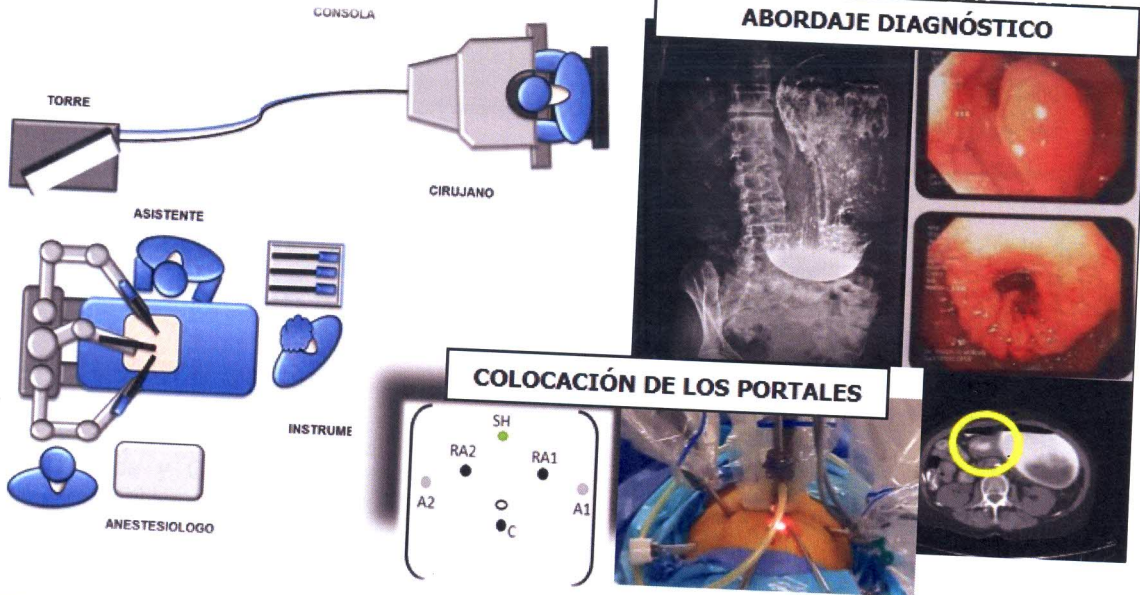 CONSOLA
TORRE
CIRUJANO
ASISTENTE
INSTRUME
ANESTESIOLOGO
ABORDAJE DIAGNÓSTICO
COLOCACIÓN DE LOS PORTALES
SH
RA2
RA1
A2
A1
C